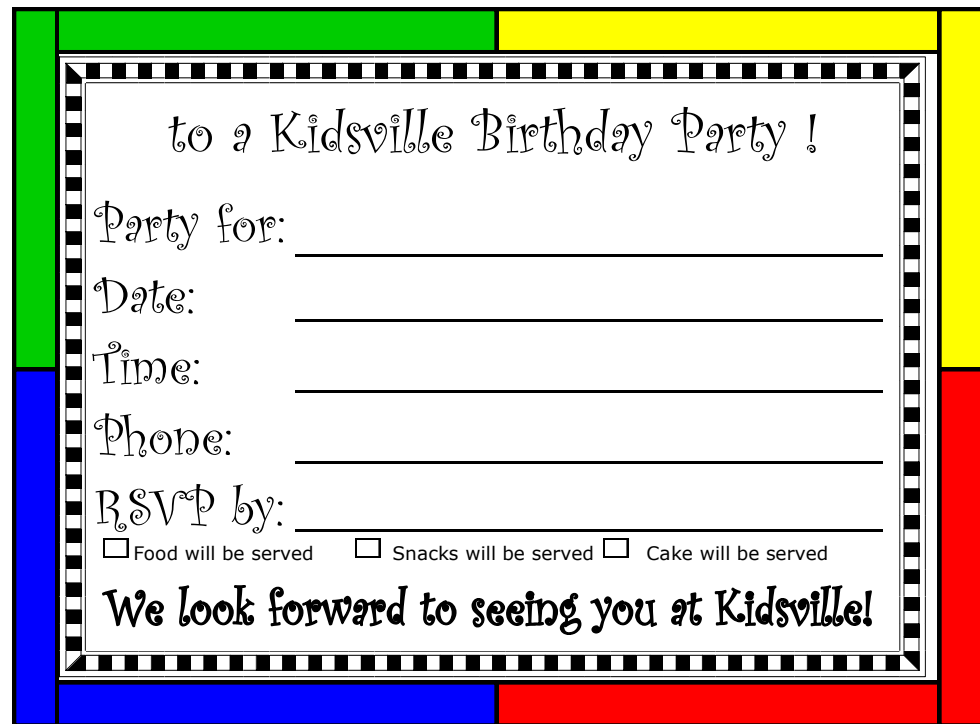 to a Kidsville Birthday Party !
Party for:
Date:
Time:
Phone:
RSVP by:
Food will be served Snacks will be served Cake will be served
We look forward to seeing you at Kidsville!